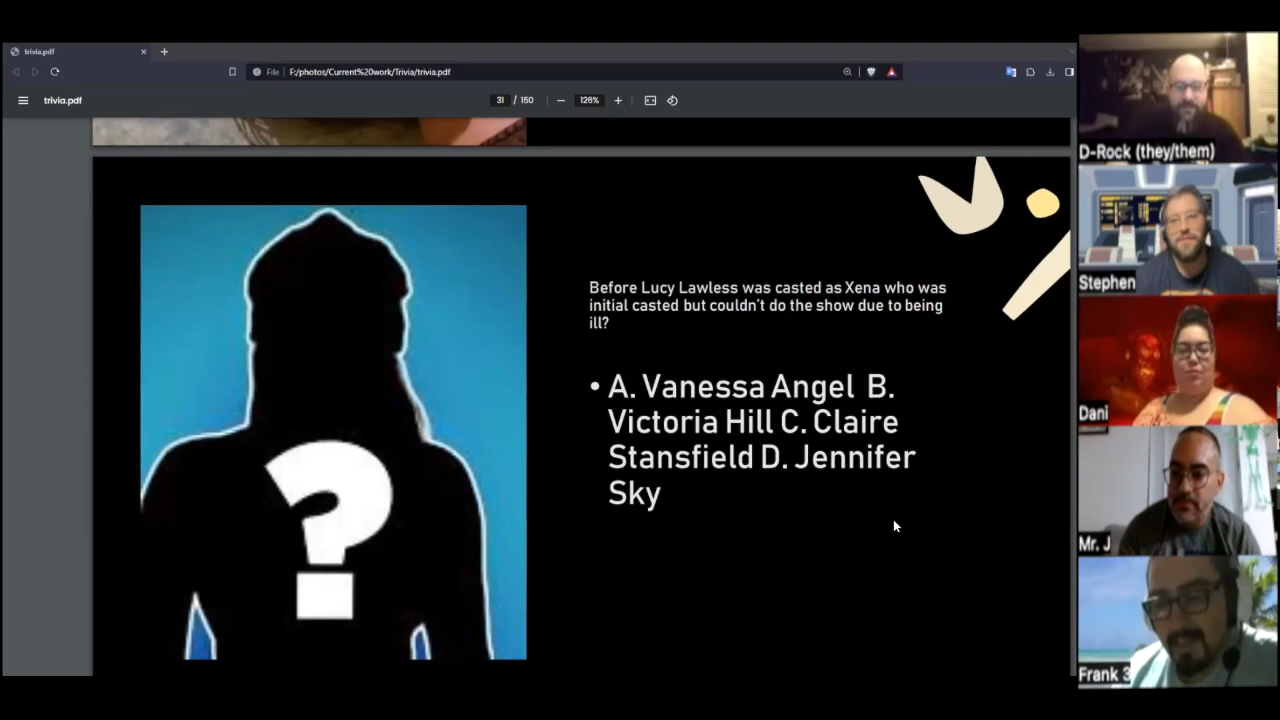 trivia.pdf
File
F:/photos/Current%20work/Trivia/trivia.pdf
trivia.pdf
31 / 150
126%
Before Lucy Lawless was casted as Xena who was
initial casted but couldn't do the show due to being
ill?
• A. Vanessa Angel B.
Victoria Hill C. Claire
Stansfield D. Jennifer
Sky
?
D-Rock (they/them)
Stephen
Dani
Mr. J
Frank 3